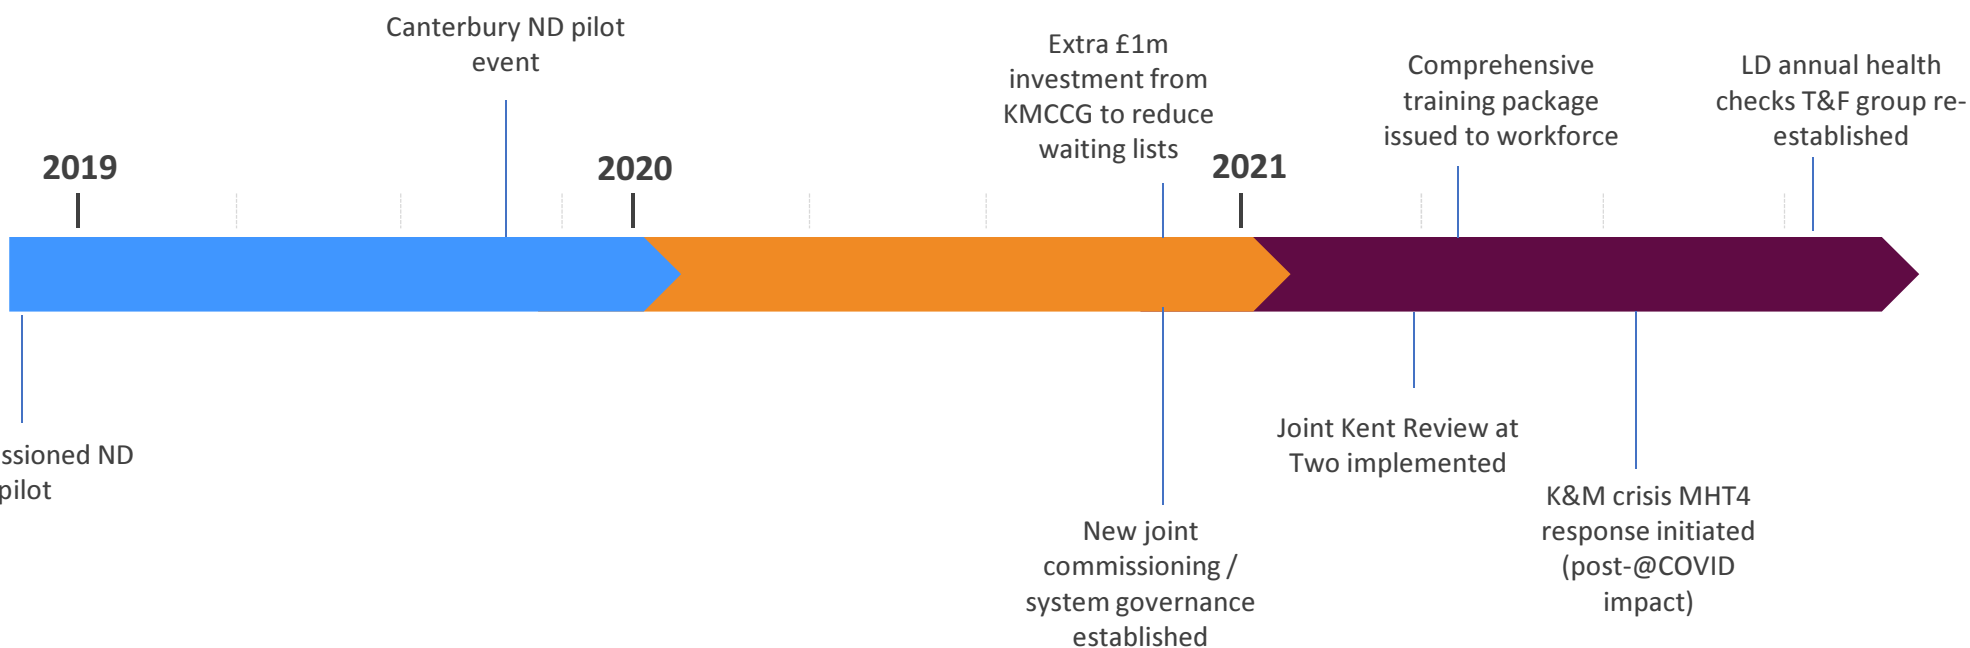 Canterbury ND pilot
event
Extra £1m
investment from
KMCCG to reduce
waiting lists
Comprehensive
training package
issued to workforce
LD annual health
checks T&F group re-
established
2019
2020
2021
ssioned ND
pilot
Joint Kent Review at
Two implemented
K&M crisis MHT4
response initiated
(post-@COVID
impact)
New joint
commissioning /
system governance
established